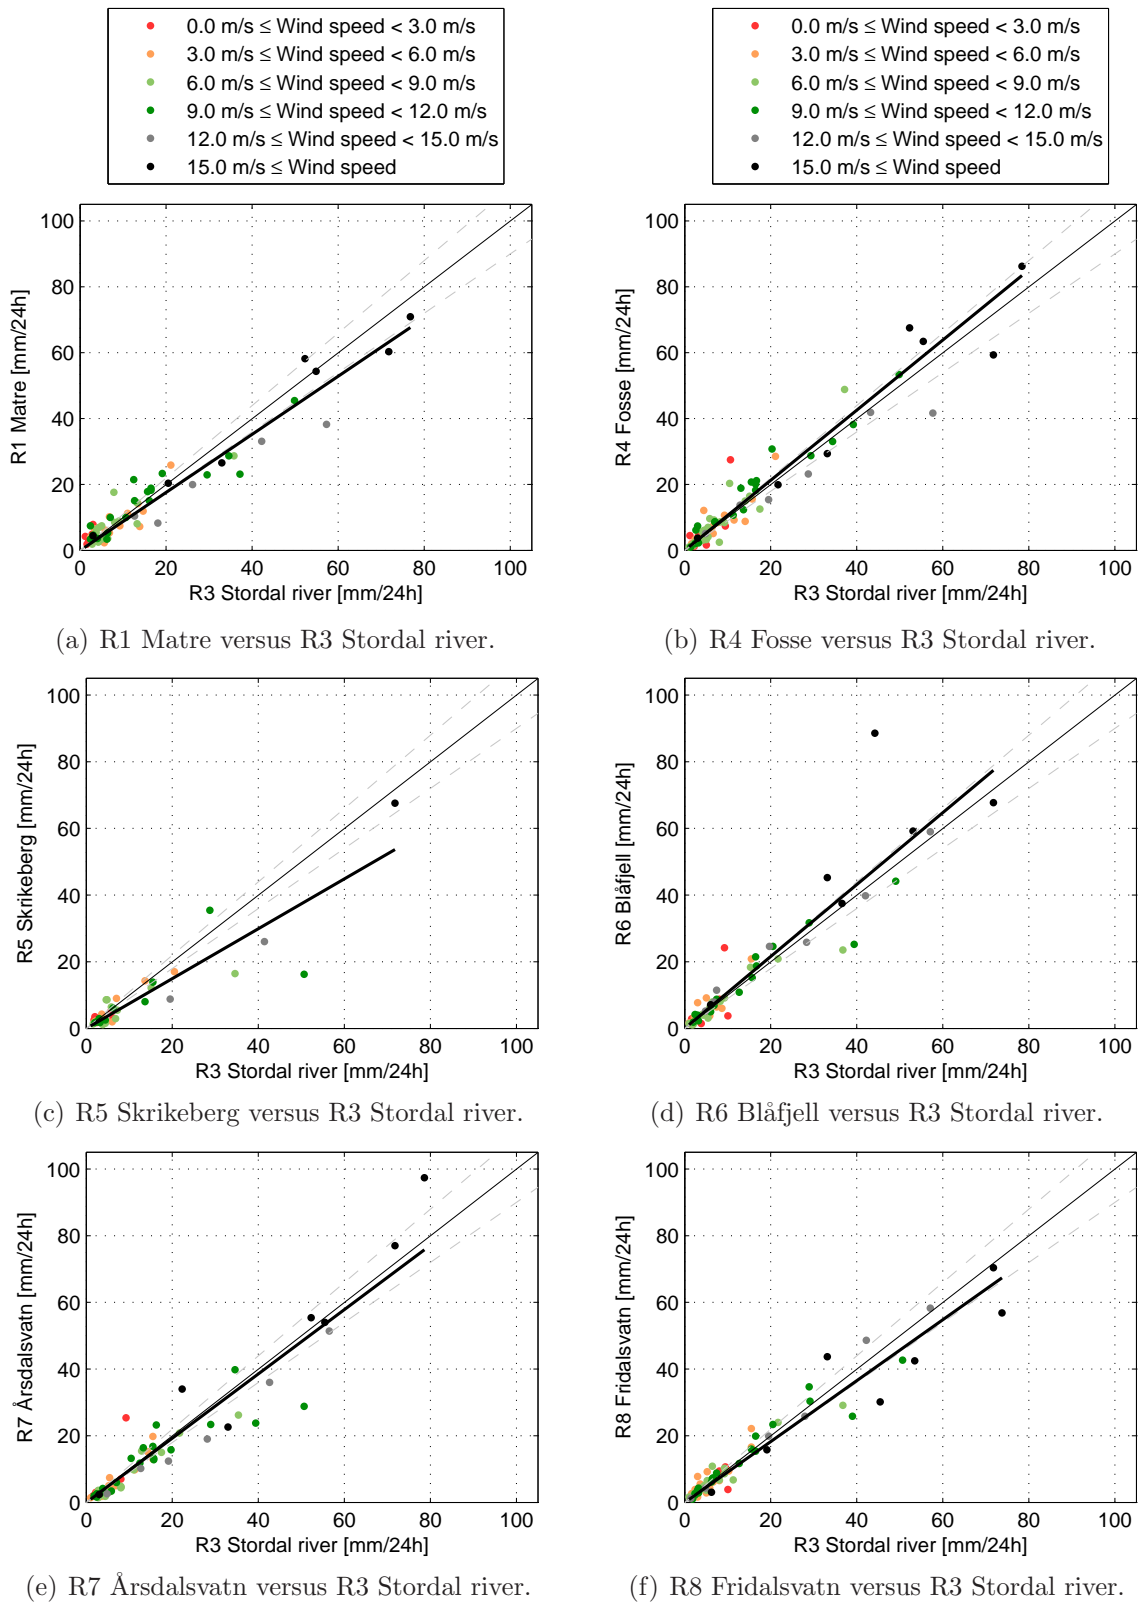 0.0 m/s ≤ Wind speed < 3.0 m/s
3.0 m/s ≤ Wind speed < 6.0 m/s
6.0 m/s ≤ Wind speed < 9.0 m/s
9.0 m/s ≤ Wind speed < 12.0 m/s
12.0 m/s ≤ Wind speed < 15.0 m/s
15.0 m/s ≤ Wind speed
0.0 m/s ≤ Wind speed < 3.0 m/s
3.0 m/s ≤ Wind speed < 6.0 m/s
6.0 m/s ≤ Wind speed < 9.0 m/s
9.0 m/s ≤ Wind speed < 12.0 m/s
12.0 m/s ≤ Wind speed < 15.0 m/s
15.0 m/s ≤ Wind speed
R1 Matre [mm/24h]
100
80
60
40
20
0
0 20 40 60 80 100
R3 Stordal river [mm/24h]
(a) R1 Matre versus R3 Stordal river.
R4 Fosse [mm/24h]
100
80
60
40
20
0
0 20 40 60 80 100
R3 Stordal river [mm/24h]
(b) R4 Fosse versus R3 Stordal river.
R5 Skrikeberg [mm/24h]
100
80
60
40
20
0
0 20 40 60 80 100
R3 Stordal river [mm/24h]
(c) R5 Skrikeberg versus R3 Stordal river.
R6 Blåfjell [mm/24h]
100
80
60
40
20
0
0 20 40 60 80 100
R3 Stordal river [mm/24h]
(d) R6 Blåfjell versus R3 Stordal river.
R7 Årsdalsvatn [mm/24h]
100
80
60
40
20
0
0 20 40 60 80 100
R3 Stordal river [mm/24h]
(e) R7 Årsdalsvatn versus R3 Stordal river.
R8 Fridalsvatn [mm/24h]
100
80
60
40
20
0
0 20 40 60 80 100
R3 Stordal river [mm/24h]
(f) R8 Fridalsvatn versus R3 Stordal river.